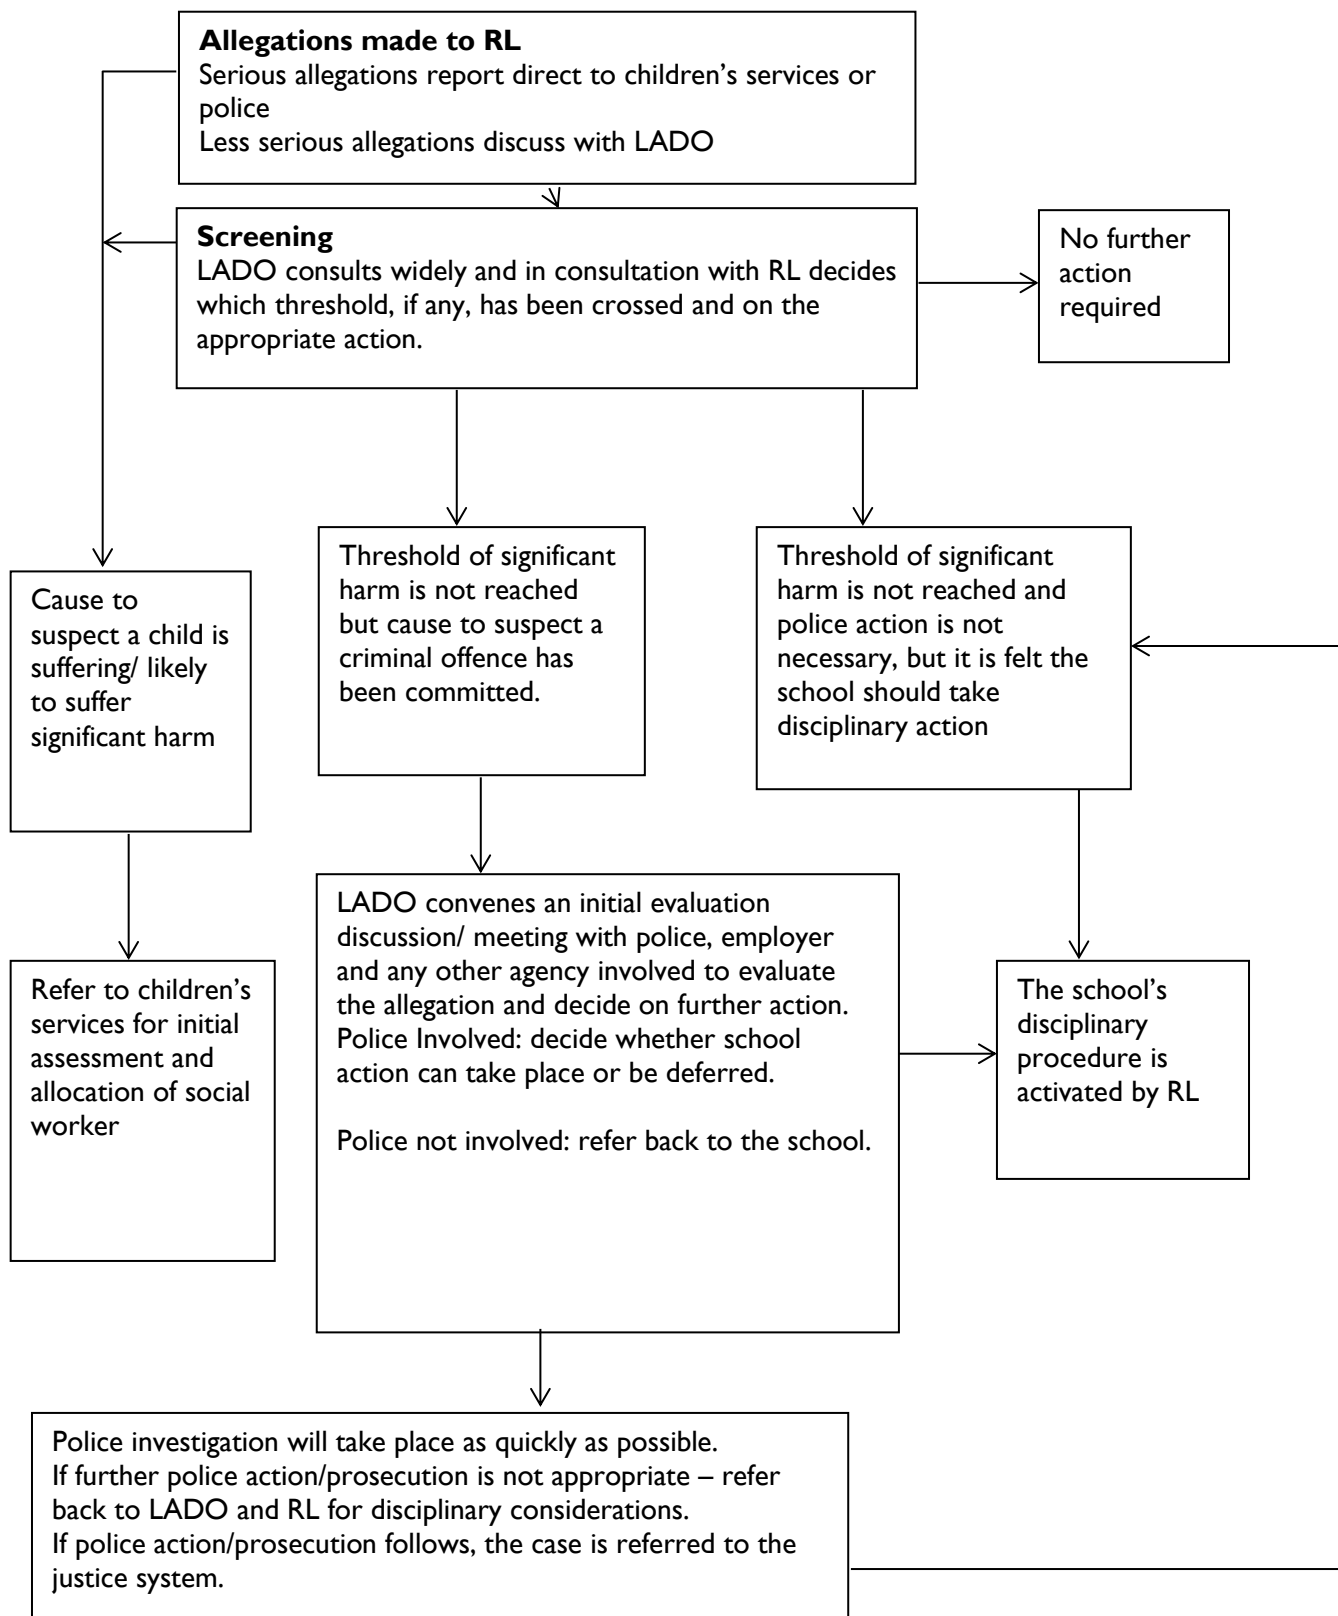 Allegations made to RL
Serious allegations report direct to children's services or
police
Less serious allegations discuss with LADO
Screening
LADO consults widely and in consultation with RL decides
which threshold, if any, has been crossed and on the
appropriate action.
No further
action
required
Cause to
suspect a child is
suffering/ likely
to suffer
significant harm
Threshold of significant
harm is not reached
but cause to suspect a
criminal offence has
been committed.
Threshold of significant
harm is not reached and
police action is not
necessary, but it is felt the
school should take
disciplinary action
Refer to children's
services for initial
assessment and
allocation of social
worker
LADO convenes an initial evaluation
discussion/ meeting with police, employer
and any other agency involved to evaluate
the allegation and decide on further action.
Police Involved: decide whether school
action can take place or be deferred.
Police not involved: refer back to the school.
The school's
disciplinary
procedure is
activated by RL
Police investigation will take place as quickly as possible.
If further police action/prosecution is not appropriate – refer
back to LADO and RL for disciplinary considerations.
If police action/prosecution follows, the case is referred to the
justice system.